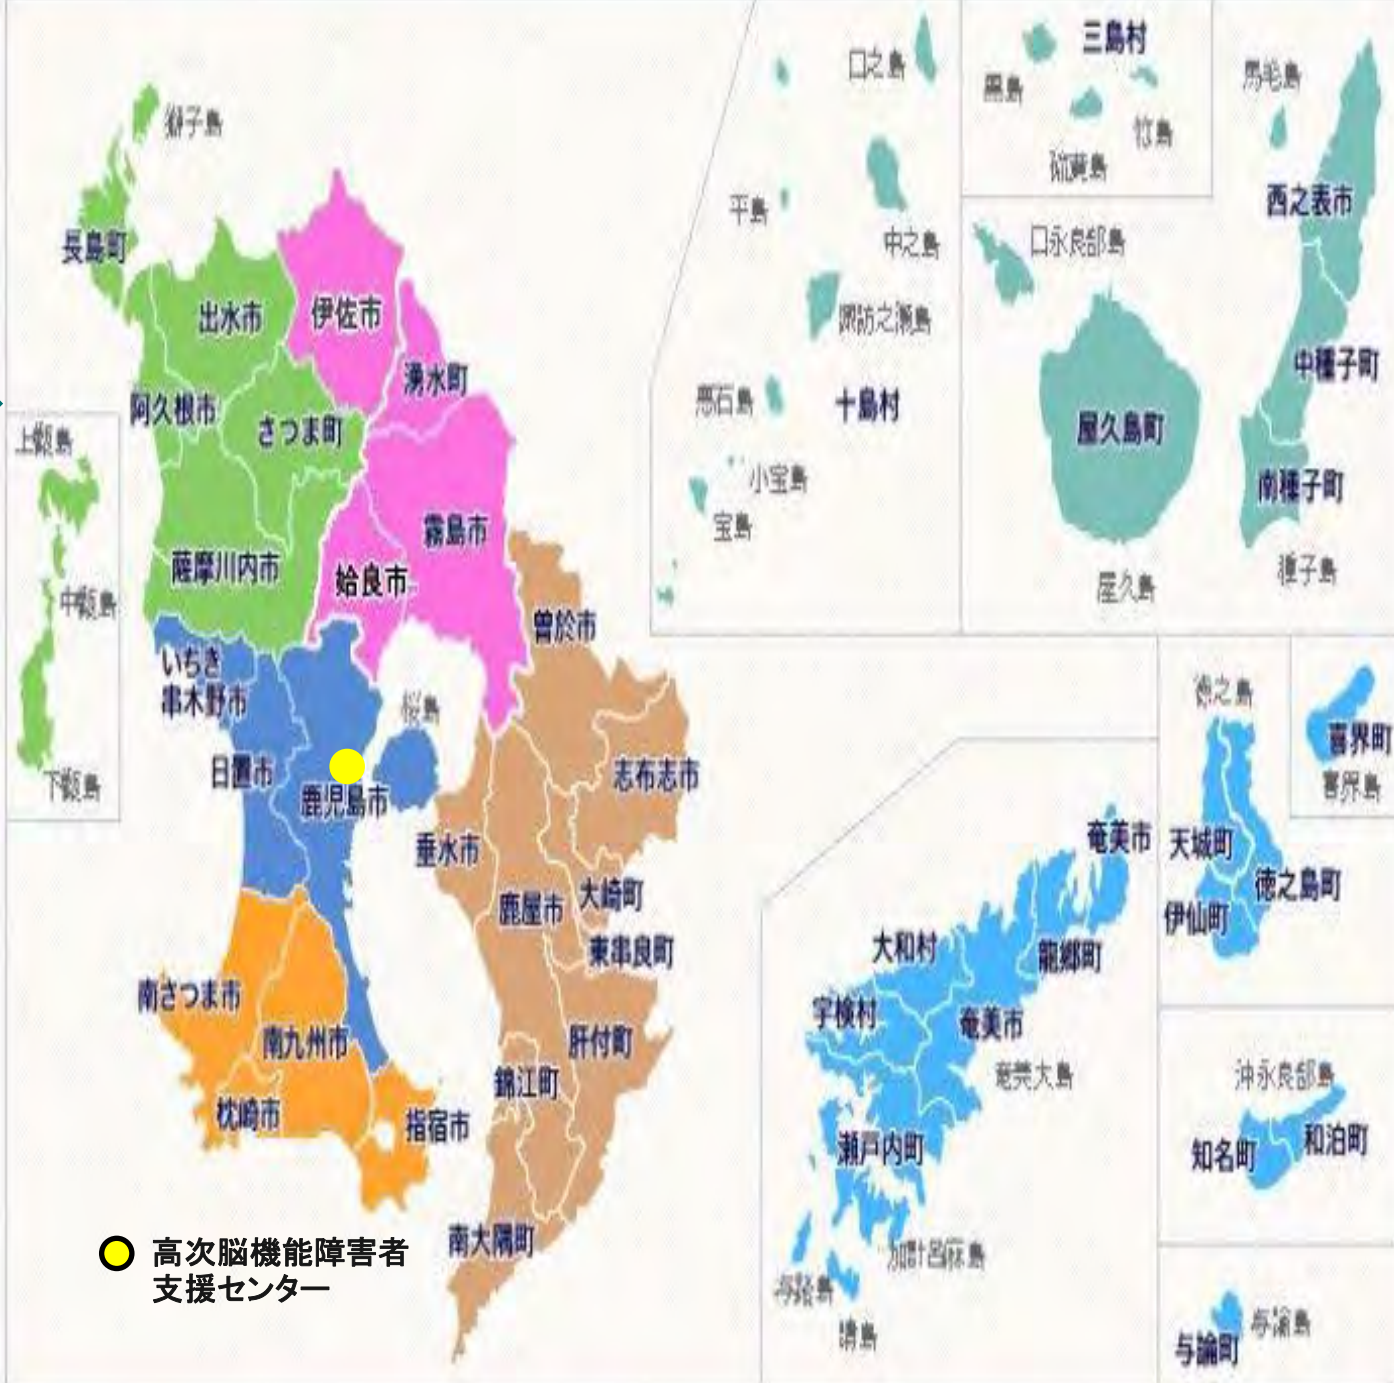 獅子島
長島町
出水市
伊佐市
湧水町
阿久根市
さつま町
上甑島
霧島市
薩摩川内市
姶良市
中甑島
曽於市
いちき
串木野市
桜島
日置市
下甑島
鹿児島市
志布志市
垂水市
鹿屋市
大崎町
東串良町
南さつま市
南九州市
肝付町
錦江町
枕崎市
指宿市
南大隅町
高次脳機能障害者
支援センター
口之島
平島
中之島
諏訪之瀬島
悪石島
十島村
小宝島
宝島
三島村
黒島
竹島
硫黄島
馬毛島
西之表市
口永良部島
中種子町
屋久島町
南種子町
種子島
屋久島
徳之島
喜界町
喜界島
奄美市
天城町
徳之島町
伊仙町
大和村
龍郷町
宇検村
奄美市
奄美大島
瀬戸内町
沖永良部島
和泊町
知名町
加計呂麻島
与路島
請島
与論島
与論町